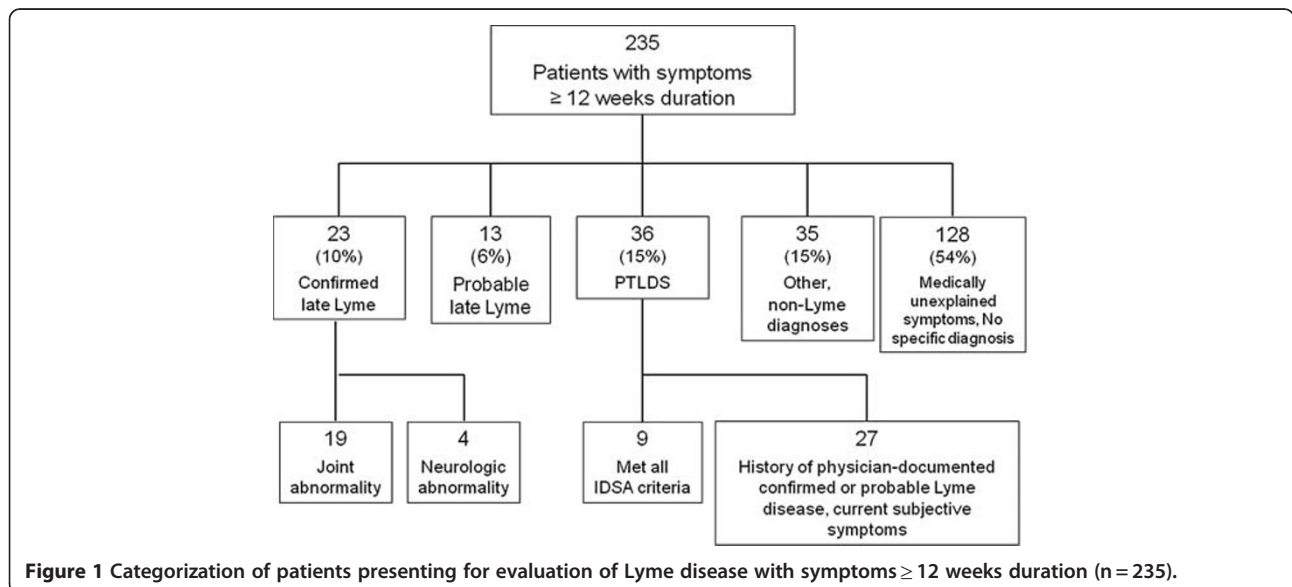 235
Patients with symptoms
≥ 12 weeks duration
23
(10%)
Confirmed
late Lyme
13
(6%)
Probable
late Lyme
36
(15%)
PTLDS
35
(15%)
Other,
non-Lyme
diagnoses
128
(54%)
Medically
unexplained
symptoms, No
specific diagnosis
19
Joint
abnormality
4
Neurologic
abnormality
9
Met all
IDSA criteria
27
History of physician-documented
confirmed or probable Lyme
disease, current subjective
symptoms
Figure 1 Categorization of patients presenting for evaluation of Lyme disease with symptoms ≥ 12 weeks duration (n = 235).